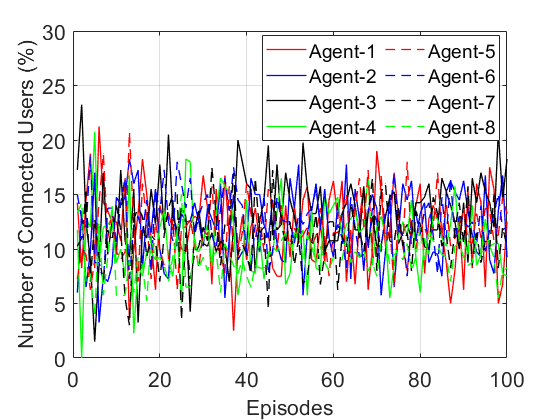 30
25
20
15
10
5
0
Number of Connected Users (%)
Agent-1 Agent-5
Agent-2 Agent-6
Agent-3 Agent-7
Agent-4 Agent-8
0 20 40 60 80 100
Episodes